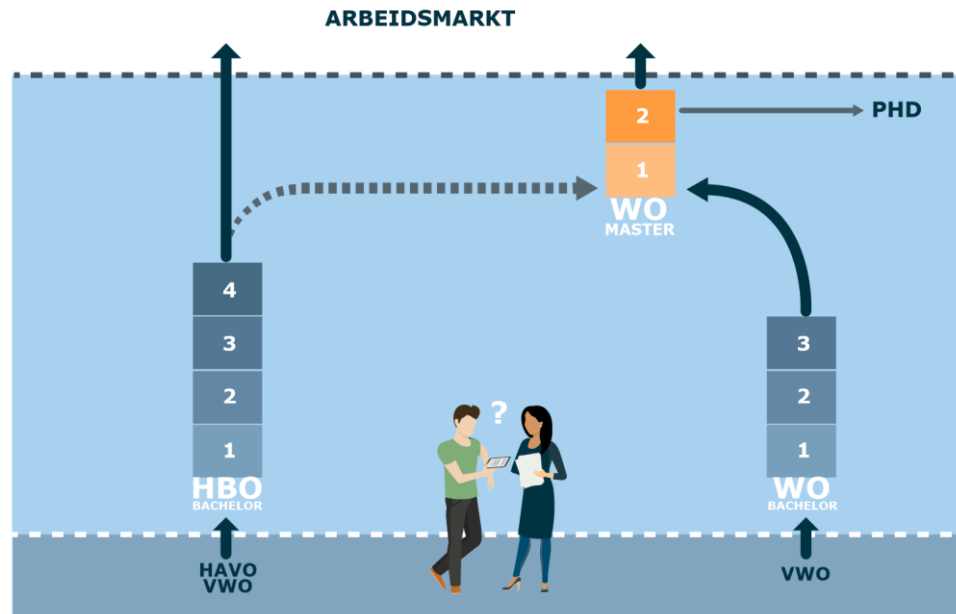 ARBEIDSMARKT
2
PHD
1
WO
MASTER
4
3
2
1
HBO
BACHELOR
3
2
1
WO
BACHELOR
?
HAVO
VWO
VWO